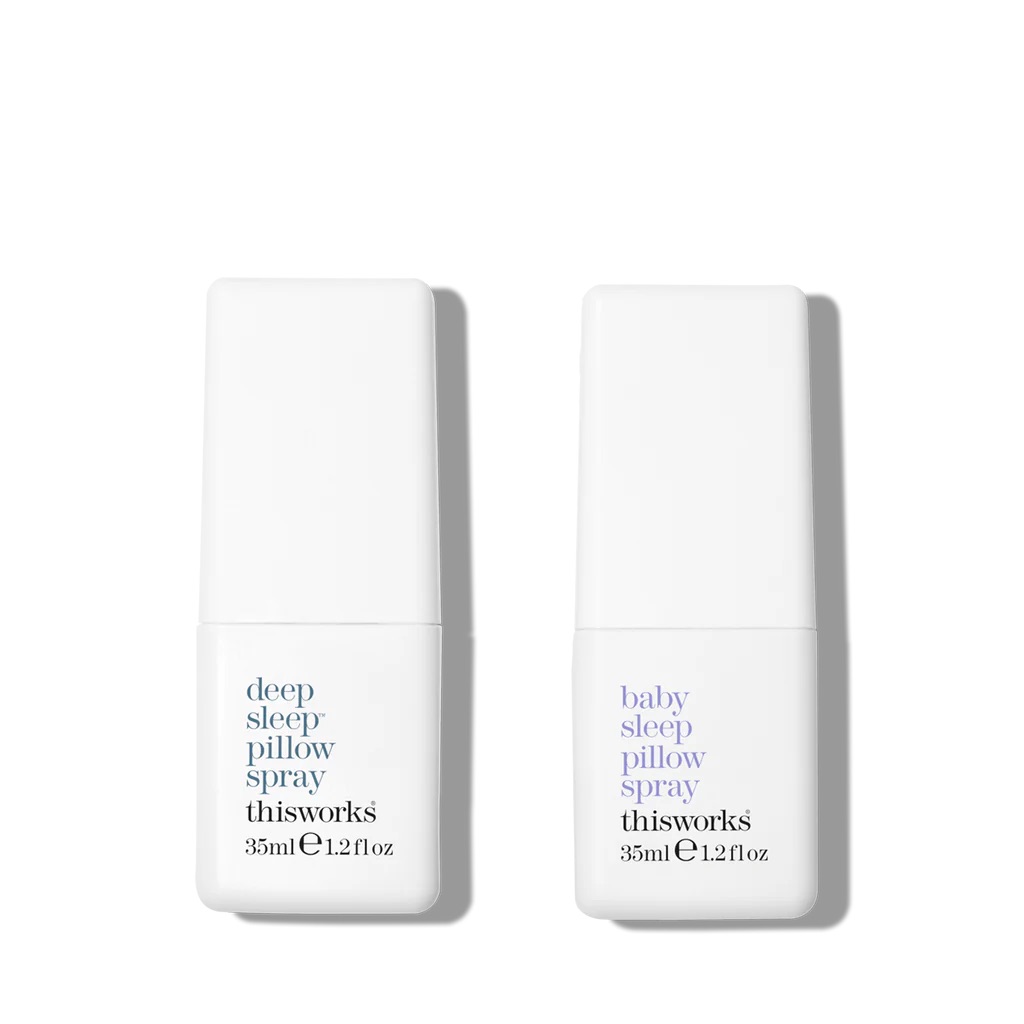 deep
sleep™
pillow
spray
thisworks®
35ml ℮ 1.2 fl oz
baby
sleep
pillow
spray
thisworks®
35ml ℮ 1.2 fl oz